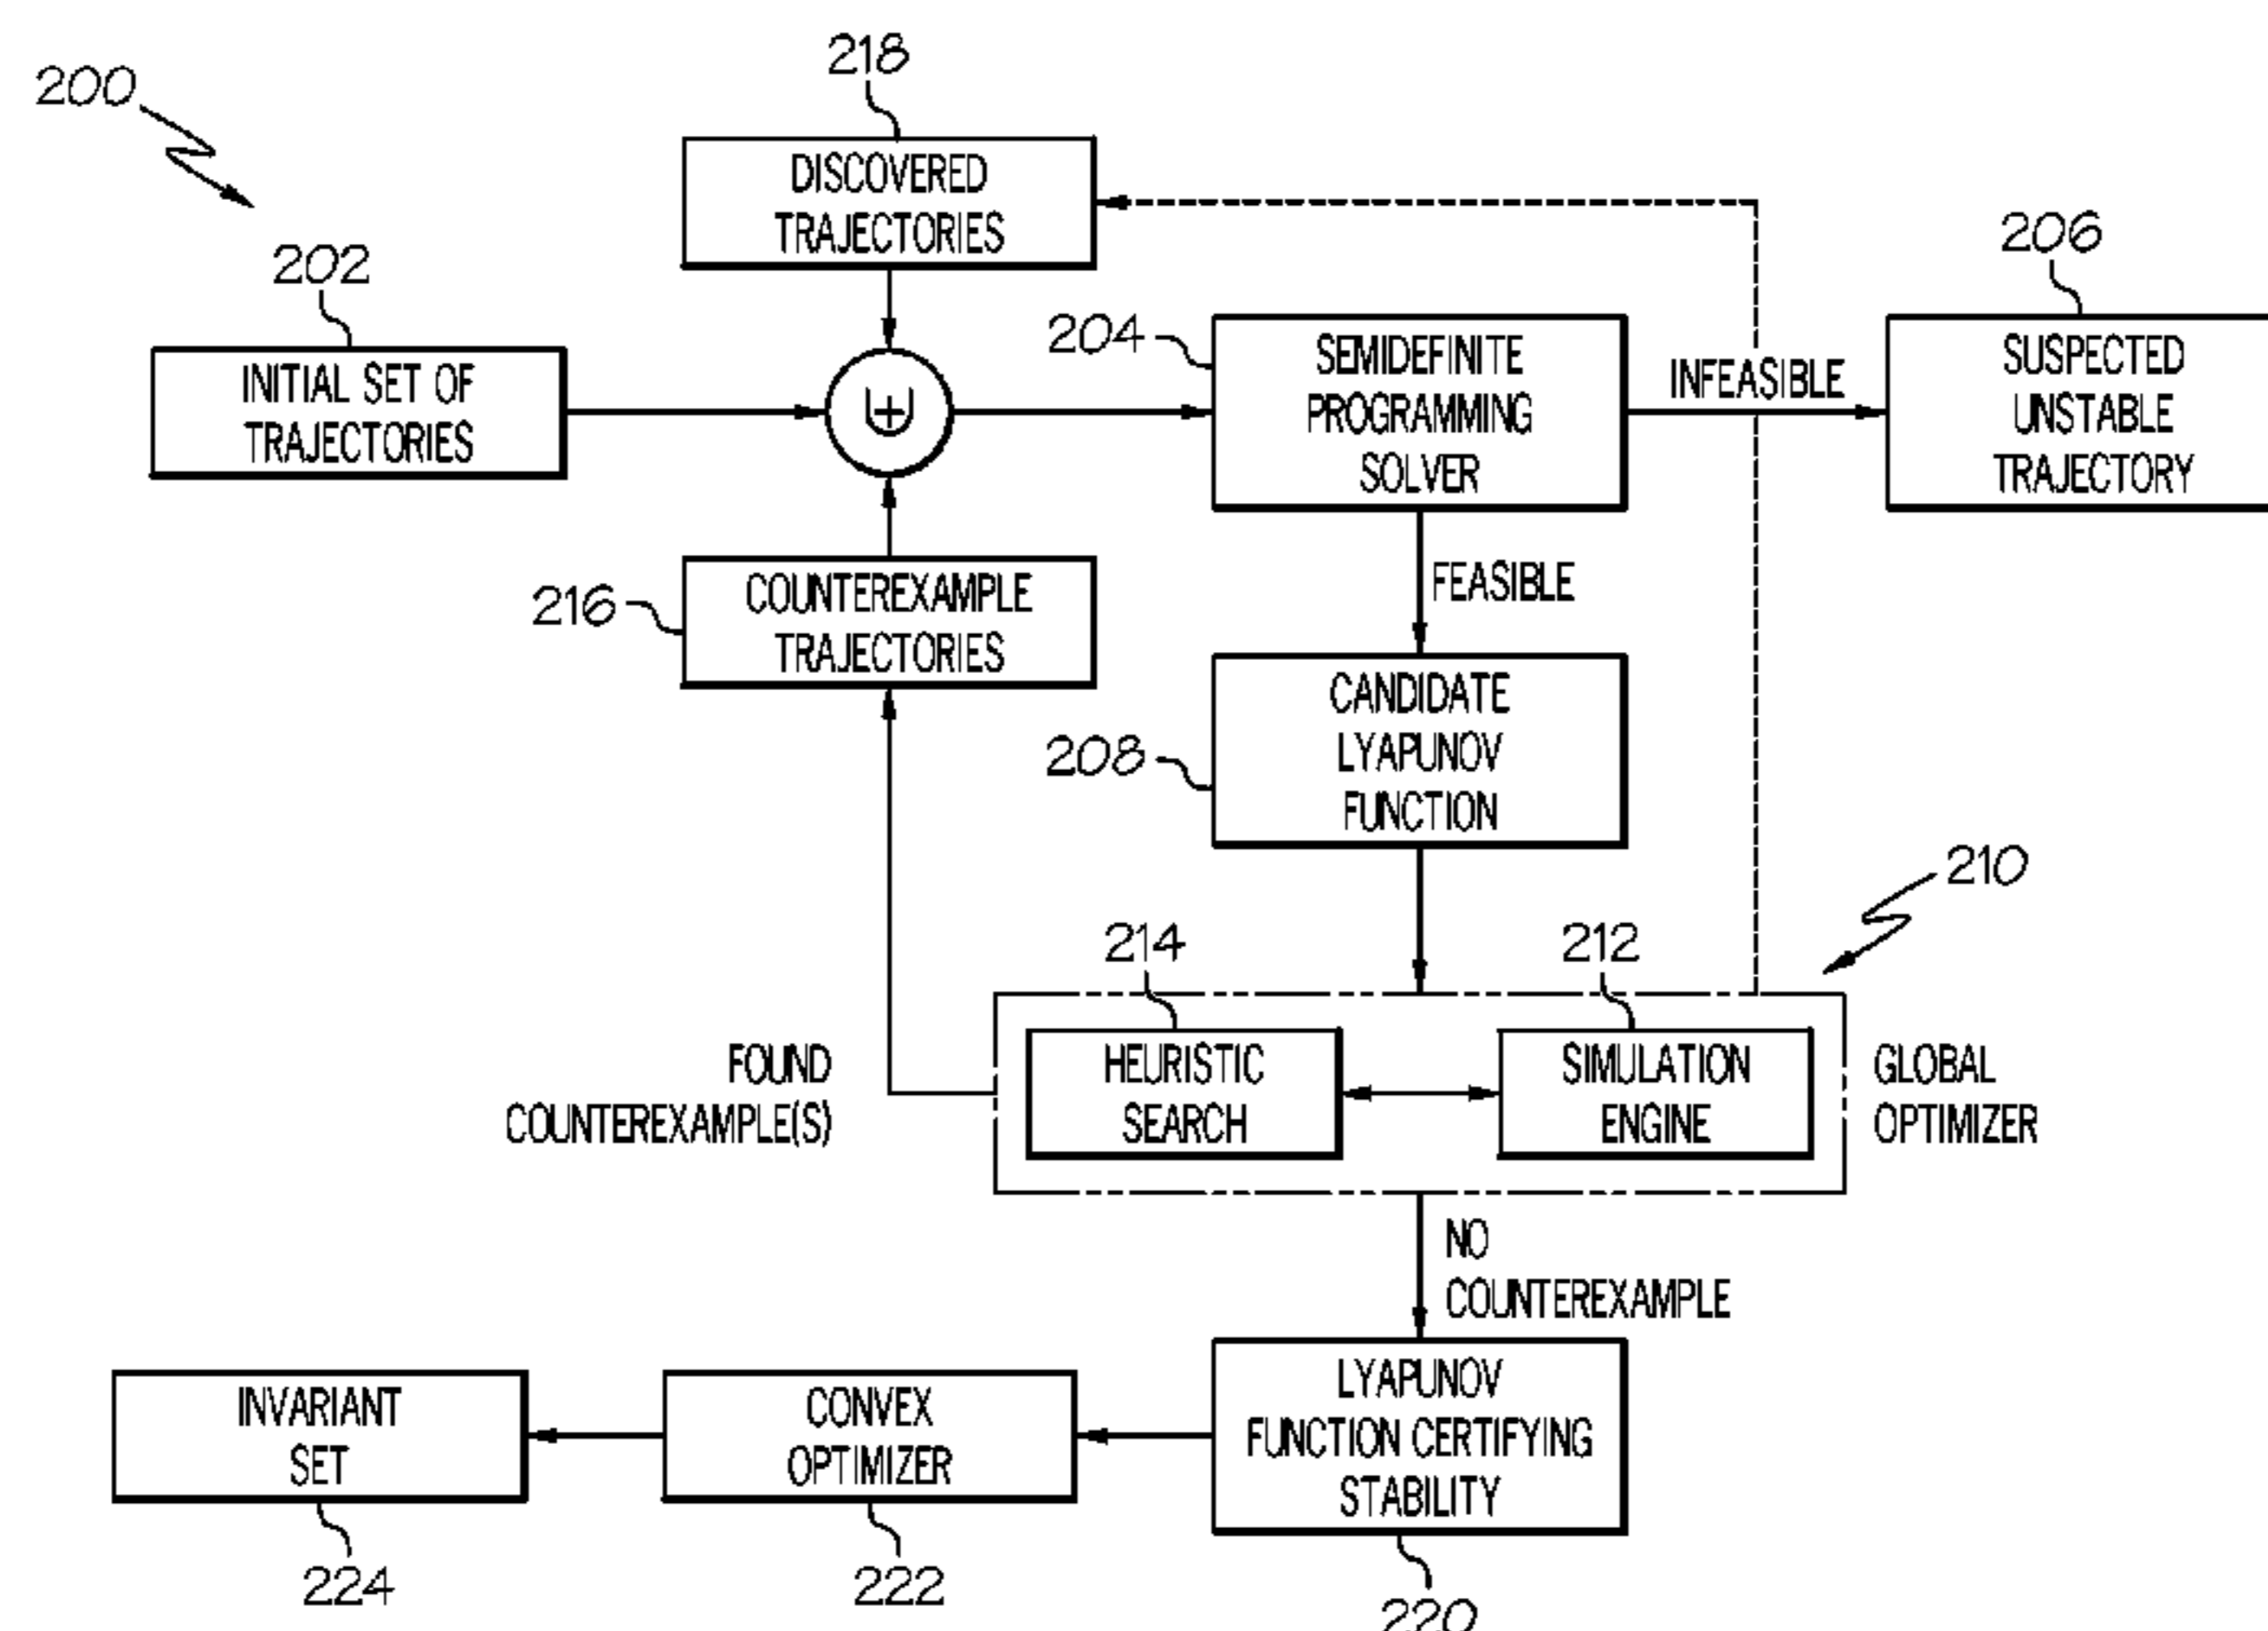 218
200
DISCOVERED
TRAJECTORIES
202
206
INITIAL SET OF
TRAJECTORIES
204
SEMIDEFINITE
PROGRAMMING
SOLVER
INFEASIBLE
SUSPECTED
UNSTABLE
TRAJECTORY
216
COUNTEREXAMPLE
TRAJECTORIES
FEASIBLE
208
CANDIDATE
LYAPUNOV
FUNCTION
210
214
212
FOUND
COUNTEREXAMPLE(S)
HEURISTIC
SEARCH
SIMULATION
ENGINE
GLOBAL
OPTIMIZER
NO
COUNTEREXAMPLE
INVARIANT
SET
CONVEX
OPTIMIZER
LYAPUNOV
FUNCTION CERTIFYING
STABILITY
224
222
220